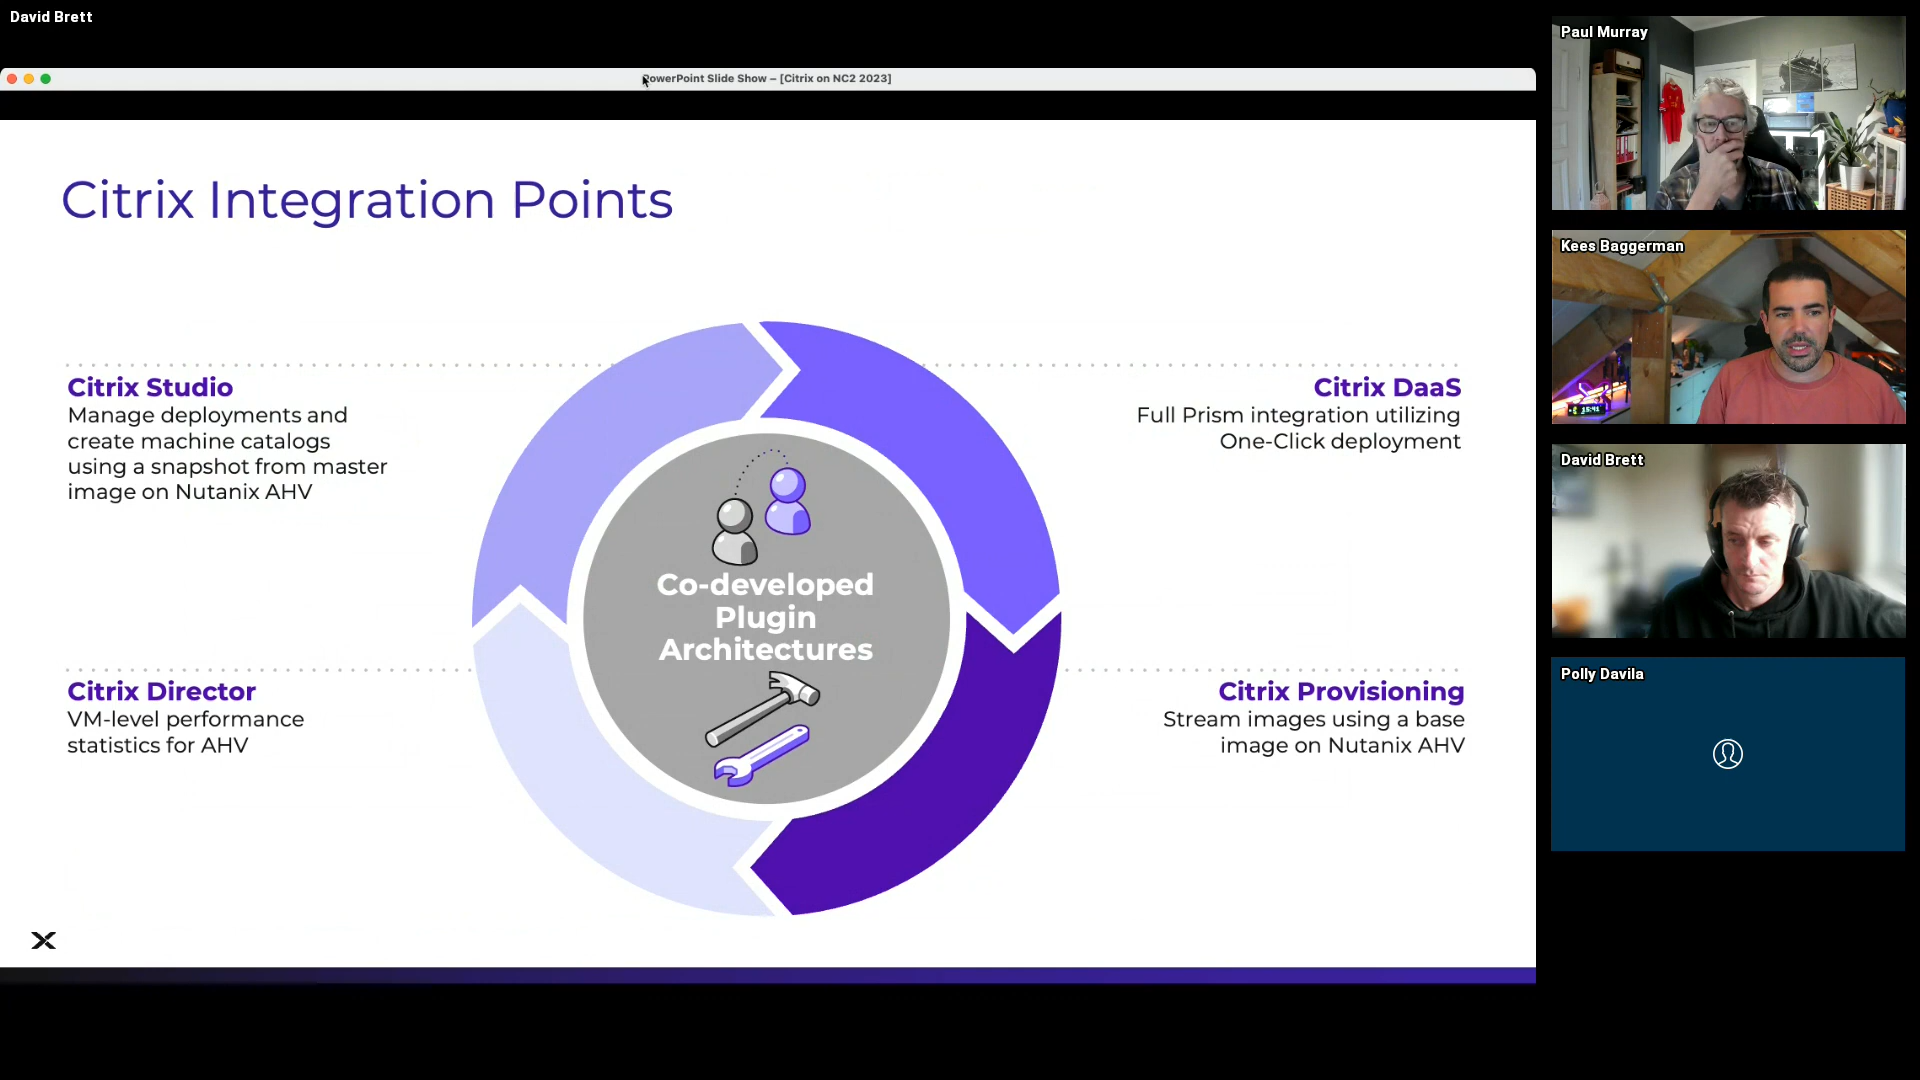 David Brett
PowerPoint Slide Show – [Citrix on NC2 2023]
Citrix Integration Points
Citrix Studio
Manage deployments and
create machine catalogs
using a snapshot from master
image on Nutanix AHV
Citrix DaaS
Full Prism integration utilizing
One-Click deployment
Co-developed
Plugin
Architectures
Citrix Director
VM-level performance
statistics for AHV
Citrix Provisioning
Stream images using a base
image on Nutanix AHV
Paul Murray
Kees Baggerman
15:41
David Brett
Polly Davila